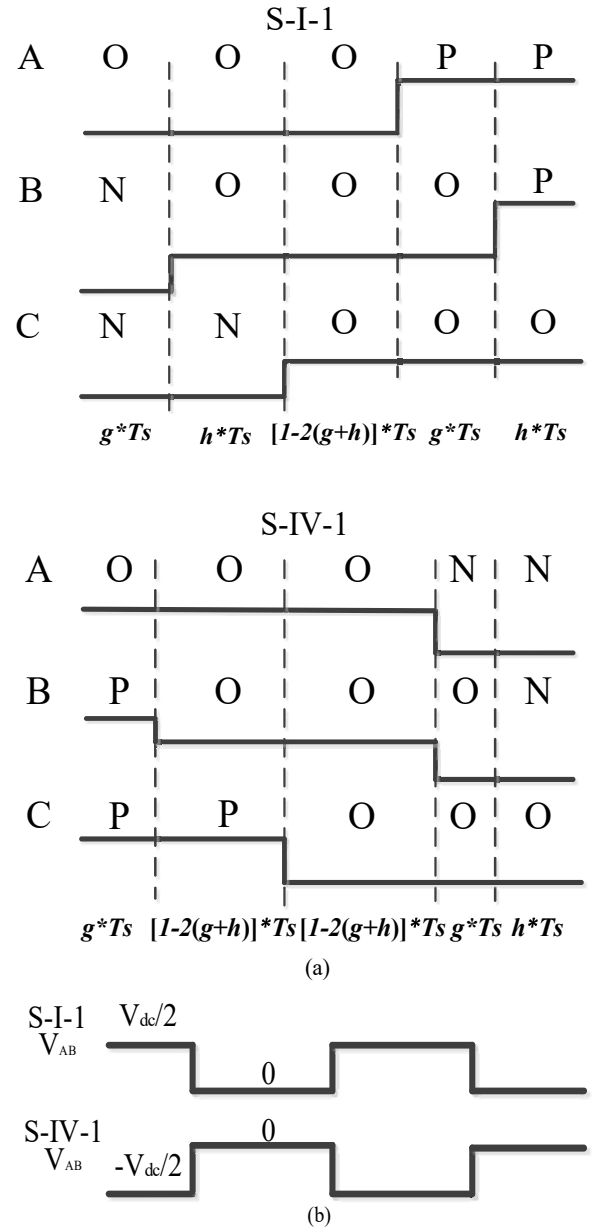 S-I-1
A O O O P P
B N O O O P
C N N O O O
g*Ts h*Ts [1-2(g+h)]*Ts g*Ts h*Ts
S-IV-1
A O O O N N
B P O O O N
C P P O O O
g*Ts [1-2(g+h)]*Ts [1-2(g+h)]*Ts g*Ts h*Ts
(a)
S-I-1 Vdc/2
VAB 0
S-IV-1 0
VAB -Vdc/2
(b)